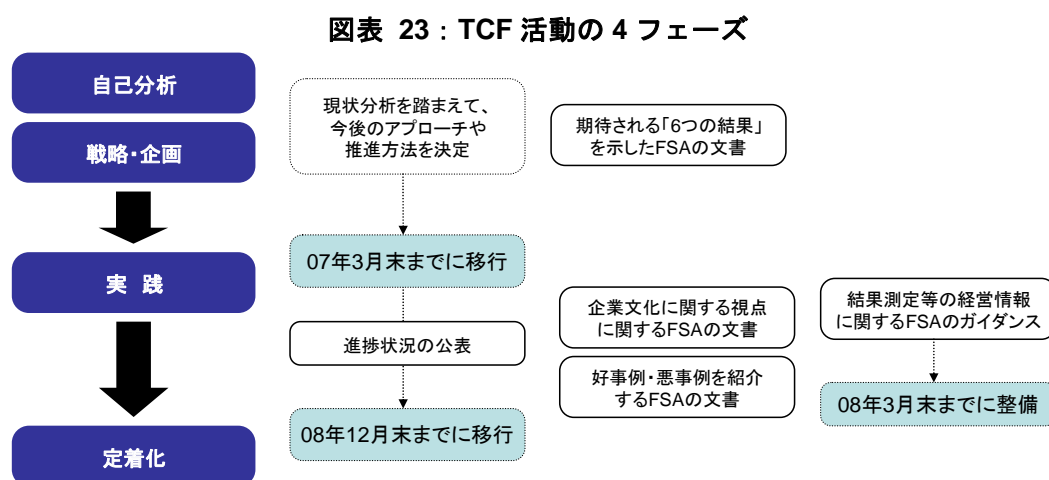 図表 23：TCF 活動の 4 フェーズ
自己分析
戦略・企画
実 践
定着化
現状分析を踏まえて、
今後のアプローチや
推進方法を決定
07年3月末までに移行
進捗状況の公表
08年12月末までに移行
期待される「6つの結果」
を示したFSAの文書
企業文化に関する視点
に関するFSAの文書
好事例・悪事例を紹介
するFSAの文書
結果測定等の経営情報
に関するFSAのガイダンス
08年3月末までに整備